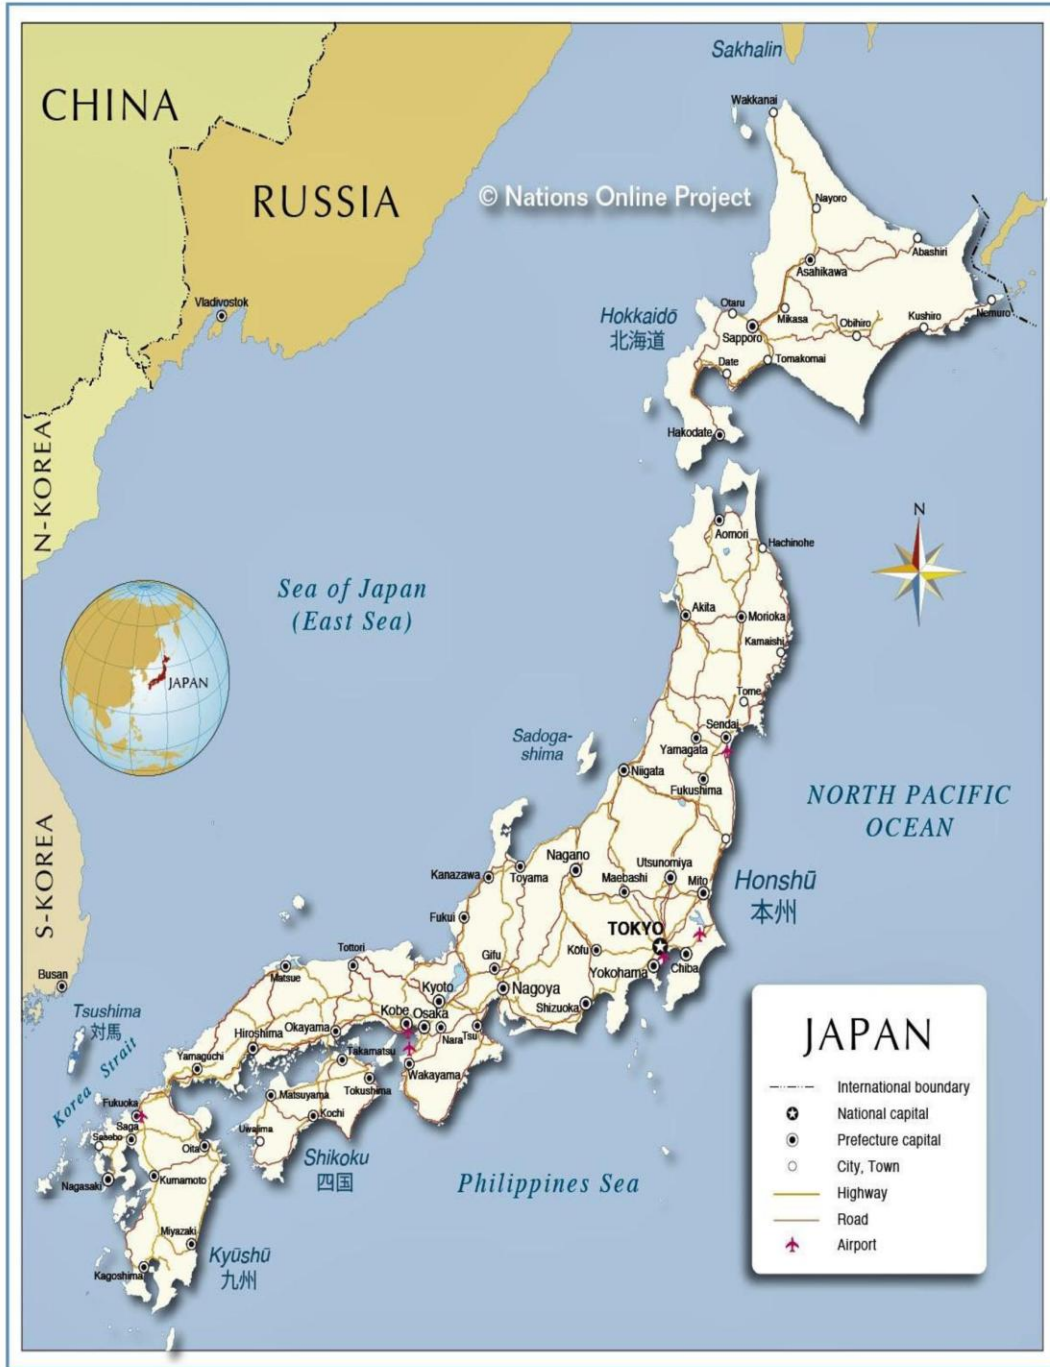 Sakhalin
CHINA
Wakkanai
RUSSIA
© Nations Online Project
Nayoro
Abashiri
Asahikawa
Vladivostok
Otaru
Hokkaidō
北海道
Mikasa
Obihiro
Kushiro
Nemuro
Sapporo
Date
Tomakomai
Hakodate
N-KOREA
N
Aomori
Hachinohe
Sea of Japan
(East Sea)
Akita
Morioka
Kamaishi
JAPAN
Tome
Sadoga-
shima
Sendai
Yamagata
Niigata
Fukushima
NORTH PACIFIC
OCEAN
S-KOREA
Nagano
Utsunomiya
Kanazawa
Toyama
Maebashi
Mito
Honshū
本州
Fukui
TOKYO
Tottori
Gifu
Kōfu
Matsue
Yokohama
Chiba
Busan
Kyoto
Nagoya
Shizuoka
Tsushima
対馬
Kobe
Osaka
Okayama
Hiroshima
Nara
Tsu
Korea Strait
Yamaguchi
Takamatsu
Wakayama
Tokushima
Matsuyama
Fukuoka
Kochi
Saga
Uwajima
Sasebo
Oita
Shikoku
四国
Nagasaki
Kumamoto
Philippines Sea
Miyazaki
Kyūshū
九州
Kagoshima
JAPAN
International boundary
National capital
Prefecture capital
City, Town
Highway
Road
Airport